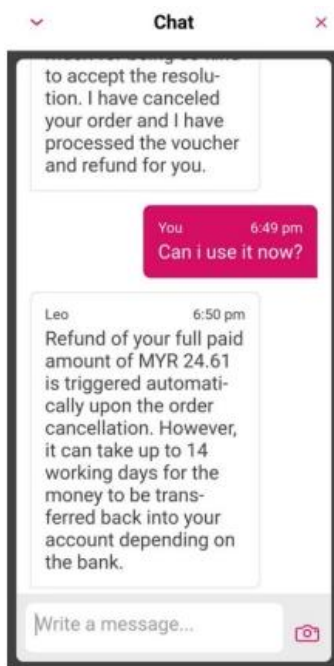 Chat
to accept the resolu-
tion. I have canceled
your order and I have
processed the voucher
and refund for you.
You 6:49 pm
Can i use it now?
Leo 6:50 pm
Refund of your full paid
amount of MYR 24.61
is triggered automati-
cally upon the order
cancellation. However,
it can take up to 14
working days for the
money to be trans-
ferred back into your
account depending on
the bank.
Write a message...